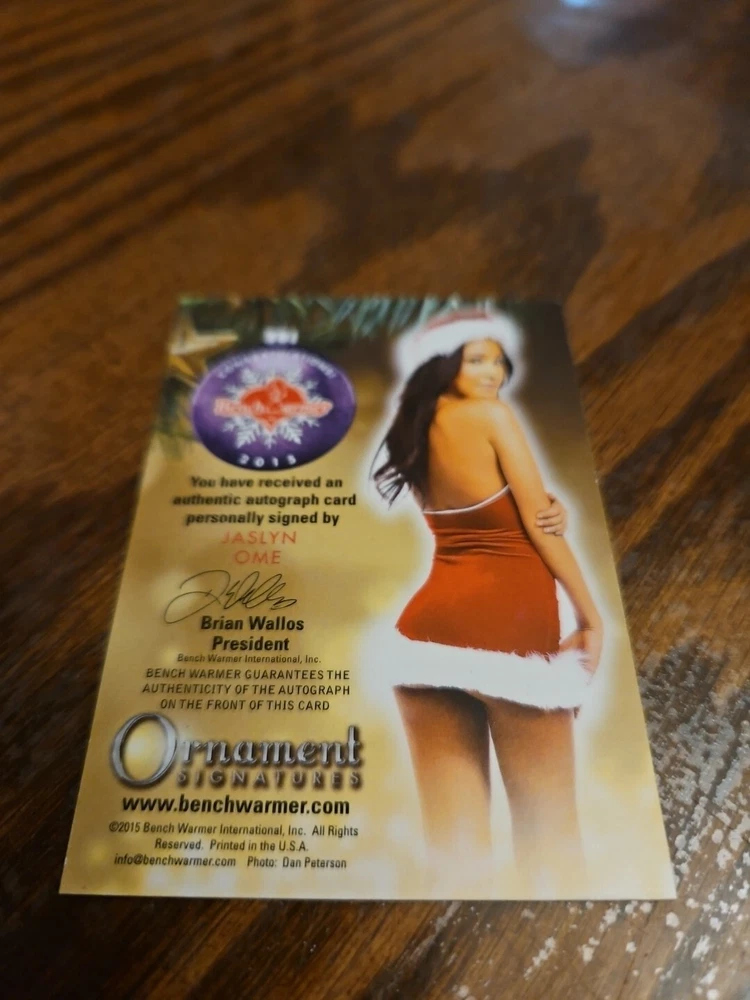 Bench Warmer
2015
You have received an
authentic autograph card
personally signed by
JASLYN
OME
Brian Wallos
President
Bench Warmer International, Inc.
BENCH WARMER GUARANTEES THE
AUTHENTICITY OF THE AUTOGRAPH
ON THE FRONT OF THIS CARD
Ornament
SIGNATURES
www.benchwarmer.com
©2015 Bench Warmer International, Inc. All Rights
Reserved. Printed in the U.S.A.
info@benchwarmer.com Photo: Dan Peterson